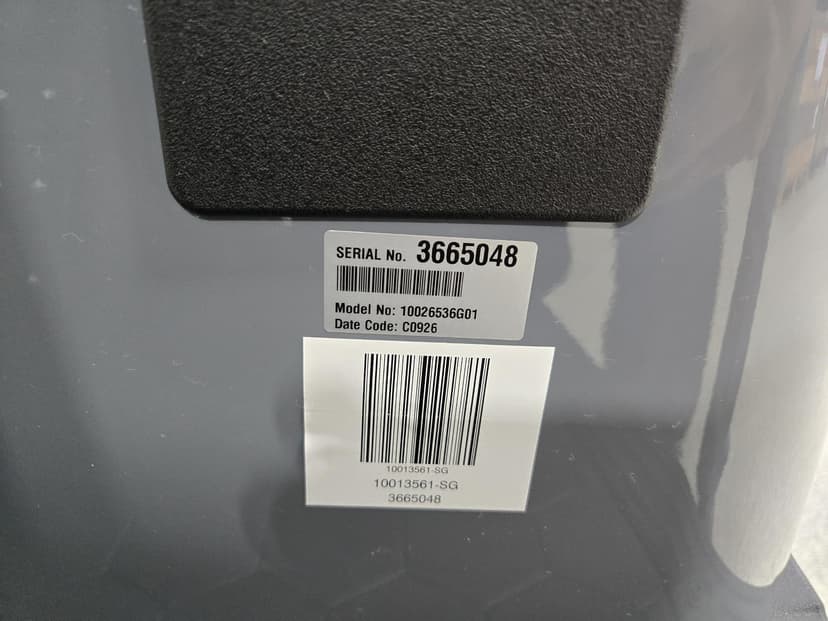 SERIAL No. 3665048
Model No: 10026536G01
Date Code: C0926
10013561-SG
10013561-SG
3665048